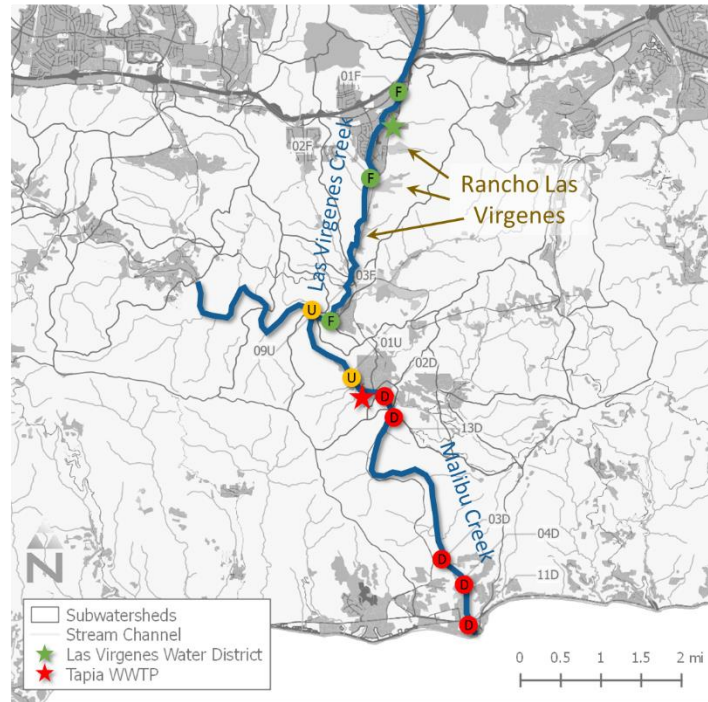 01F
F
02F
Las Virgenes Creek
F
Rancho Las
Virgenes
03F
U
F
09U
01U
02D
U
D
D
13D
Malibu Creek
03D
04D
D
11D
D
D
N
Subwatersheds
Stream Channel
Las Virgenes Water District
Tapia WWTP
0 0.5 1 1.5 2 mi